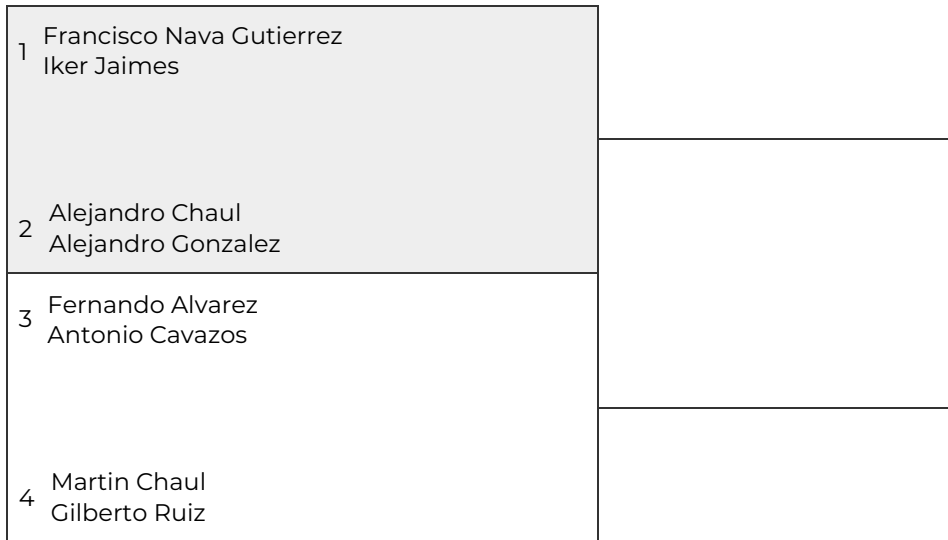 1 Francisco Nava Gutierrez
Iker Jaimes
2 Alejandro Chaul
Alejandro Gonzalez
3 Fernando Alvarez
Antonio Cavazos
4 Martin Chaul
Gilberto Ruiz